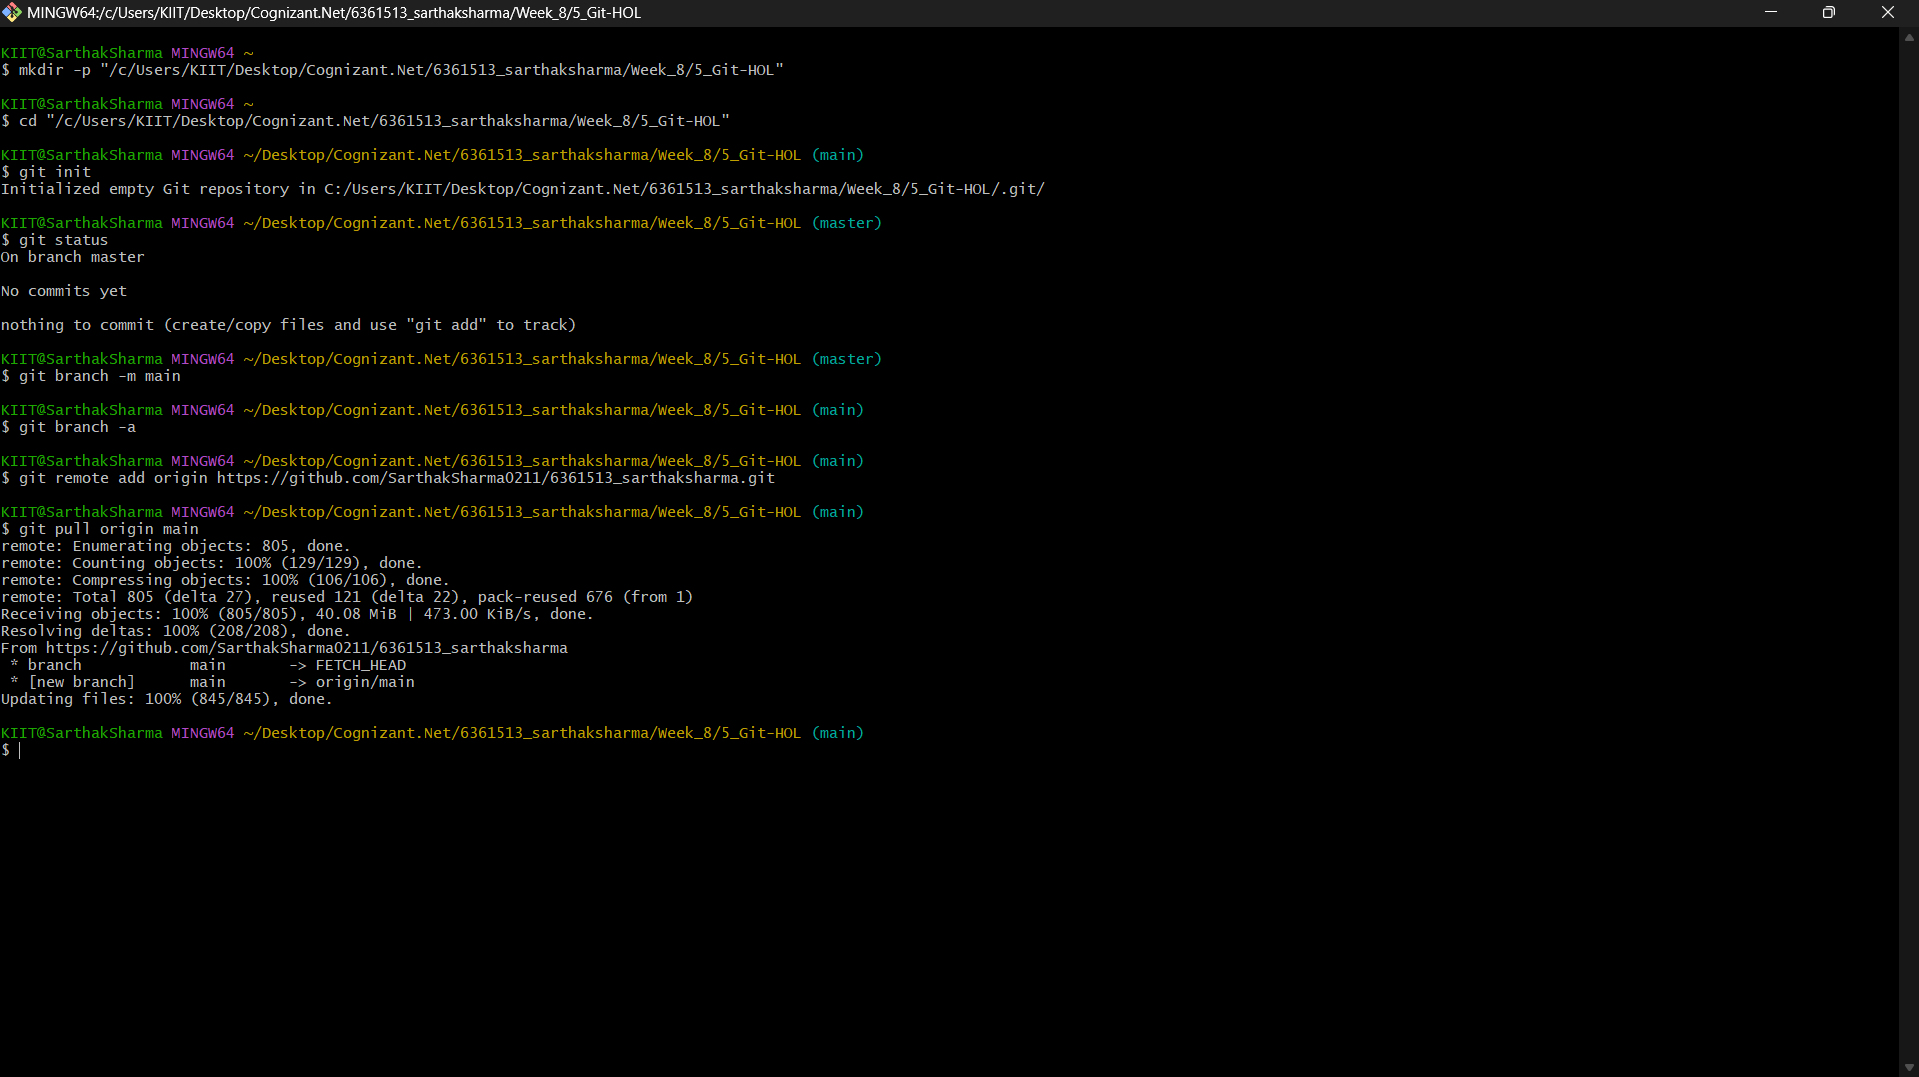 MINGW64:/c/Users/KIIT/Desktop/Cognizant.Net/6361513_sarthaksharma/Week_8/5_Git-HOL
KIIT@SarthakSharma MINGW64 ~
$ mkdir -p "/c/Users/KIIT/Desktop/Cognizant.Net/6361513_sarthaksharma/Week_8/5_Git-HOL"
KIIT@SarthakSharma MINGW64 ~
$ cd "/c/Users/KIIT/Desktop/Cognizant.Net/6361513_sarthaksharma/Week_8/5_Git-HOL"
KIIT@SarthakSharma MINGW64 ~/Desktop/Cognizant.Net/6361513_sarthaksharma/Week_8/5_Git-HOL (main)
$ git init
Initialized empty Git repository in C:/Users/KIIT/Desktop/Cognizant.Net/6361513_sarthaksharma/Week_8/5_Git-HOL/.git/
KIIT@SarthakSharma MINGW64 ~/Desktop/Cognizant.Net/6361513_sarthaksharma/Week_8/5_Git-HOL (master)
$ git status
On branch master
No commits yet
nothing to commit (create/copy files and use "git add" to track)
KIIT@SarthakSharma MINGW64 ~/Desktop/Cognizant.Net/6361513_sarthaksharma/Week_8/5_Git-HOL (master)
$ git branch -m main
KIIT@SarthakSharma MINGW64 ~/Desktop/Cognizant.Net/6361513_sarthaksharma/Week_8/5_Git-HOL (main)
$ git branch -a
KIIT@SarthakSharma MINGW64 ~/Desktop/Cognizant.Net/6361513_sarthaksharma/Week_8/5_Git-HOL (main)
$ git remote add origin https://github.com/SarthakSharma0211/6361513_sarthaksharma.git
KIIT@SarthakSharma MINGW64 ~/Desktop/Cognizant.Net/6361513_sarthaksharma/Week_8/5_Git-HOL (main)
$ git pull origin main
remote: Enumerating objects: 805, done.
remote: Counting objects: 100% (129/129), done.
remote: Compressing objects: 100% (106/106), done.
remote: Total 805 (delta 27), reused 121 (delta 22), pack-reused 676 (from 1)
Receiving objects: 100% (805/805), 40.08 MiB | 473.00 KiB/s, done.
Resolving deltas: 100% (208/208), done.
From https://github.com/SarthakSharma0211/6361513_sarthaksharma
 * branch            main       -> FETCH_HEAD
 * [new branch]      main       -> origin/main
Updating files: 100% (845/845), done.
KIIT@SarthakSharma MINGW64 ~/Desktop/Cognizant.Net/6361513_sarthaksharma/Week_8/5_Git-HOL (main)
$